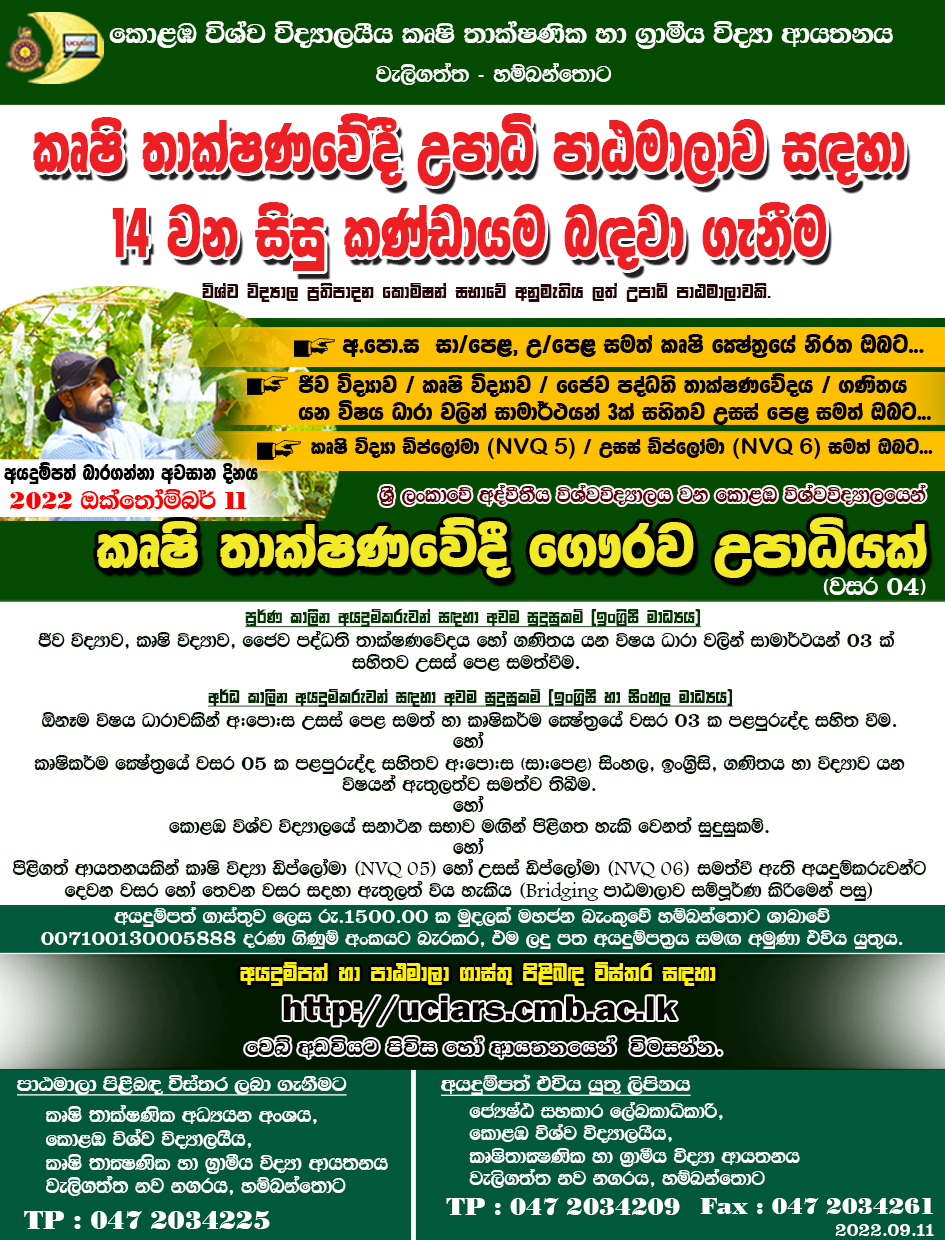 UCIARS
කොළඹ විශ්ව විද්‍යාලයීය කෘෂි තාක්ෂණික හා ග්‍රාමීය විද්‍යා ආයතනය
වැලිගත්ත - හම්බන්තොට
කෘෂි තාක්ෂණවේදී උපාධි පාඨමාලාව සඳහා
14 වන සිසු කණ්ඩායම බඳවා ගැනීම
විශ්ව විද්‍යාල ප්‍රතිපාදන කොමිෂන් සභාවේ අනුමැතිය ලත් උපාධි පාඨමාලාවකි.
අ.පො.ස සා/පෙළ, උ/පෙළ සමත් කෘෂි ක්‍ෂේත්‍රයේ නිරත ඔබට...
ජීව විද්‍යාව / කෘෂි විද්‍යාව / ජෛව පද්ධති තාක්ෂණවේදය / ගණිතය
යන විෂය ධාරා වලින් සාමාර්ථයන් 3ක් සහිතව උසස් පෙළ සමත් ඔබට...
කෘෂි විද්‍යා ඩිප්ලෝමා (NVQ 5) / උසස් ඩිප්ලෝමා (NVQ 6) සමත් ඔබට...
අයදුම්පත් බාරගන්නා අවසාන දිනය
2022 ඔක්තෝම්බර් 11
ශ්‍රී ලංකාවේ අද්විතීය විශ්වවිද්‍යාලය වන කොළඹ විශ්වවිද්‍යාලයෙන්
කෘෂි තාක්ෂණවේදී ගෞරව උපාධියක්
(වසර 04)
පූර්ණ කාලීන අයදුම්කරුවන් සඳහා අවම සුදුසුකම් [ඉංග්‍රිසි මාධ්‍යය]
ජීව විද්‍යාව, කෘෂි විද්‍යාව, ජෛව පද්ධති තාක්ෂණවේදය හෝ ගණිතය යන විෂය ධාරා වලින් සාමාර්ථයන් 03 ක්
සහිතව උසස් පෙළ සමත්වීම.
අර්ධ කාලීන අයදුම්කරුවන් සඳහා අවම සුදුසුකම් [ඉංග්‍රිසි හා සිංහල මාධ්‍යය]
ඕනෑම විෂය ධාරාවකින් අ:පො:ස උසස් පෙළ සමත් හා කෘෂිකර්ම ක්‍ෂේත්‍රයේ වසර 03 ක පළපුරුද්ද සහිත වීම.
හෝ
කෘෂිකර්ම ක්‍ෂේත්‍රයේ වසර 05 ක පළපුරුද්ද සහිතව අ:පො:ස (සා:පෙළ) සිංහල, ඉංග්‍රිසි, ගණිතය හා විද්‍යාව යන
විෂයන් ඇතුලත්ව සමත්ව තිබීම.
හෝ
කොළඹ විශ්ව විද්‍යාලයේ සනාථන සභාව මඟින් පිළිගත හැකි වෙනත් සුදුසුකම්.
හෝ
පිළිගත් ආයතනයකින් කෘෂි විද්‍යා ඩිප්ලෝමා (NVQ 05) හෝ උසස් ඩිප්ලෝමා (NVQ 06) සමත්වී ඇති අයදුම්කරුවන්ට
දෙවන වසර හෝ තෙවන වසර සඳහා ඇතුලත් විය හැකිය (Bridging පාඨමාලාව සම්පූර්ණ කිරීමෙන් පසු)
අයදුම්පත් ගාස්තුව ලෙස රු.1500.00 ක මුදලක් මහජන බැංකුවේ හම්බන්තොට ශාඛාවේ
007100130005888 දරණ ගිණුම් අංකයට බැරකර, එම ලදු පත අයදුම්පත්‍රය සමඟ අමුණා එවිය යුතුය.
අයදුම්පත් හා පාඨමාලා ගාස්තු පිළිබඳ විස්තර සඳහා
http://uciars.cmb.ac.lk
වෙබ් අඩවියට පිවිස හෝ ආයතනයෙන් විමසන්න.
පාඨමාලා පිළිබඳ විස්තර ලබා ගැනීමට
කෘෂි තාක්ෂණික අධ්‍යයන අංශය,
කොළඹ විශ්ව විද්‍යාලයීය,
කෘෂි තාක්‍ෂණික හා ග්‍රාමීය විද්‍යා ආයතනය
වැලිගත්ත නව නගරය, හම්බන්තොට
TP : 047 2034225
අයදුම්පත් එවිය යුතු ලිපිනය
ජ්‍යෙෂ්ඨ සහකාර ලේඛකාධිකාරි,
කොළඹ විශ්ව විද්‍යාලයීය,
කෘෂිතාක්‍ෂණික හා ග්‍රාමීය විද්‍යා ආයතනය
වැලිගත්ත නව නගරය, හම්බන්තොට
TP : 047 2034209 Fax : 047 2034261
2022.09.11